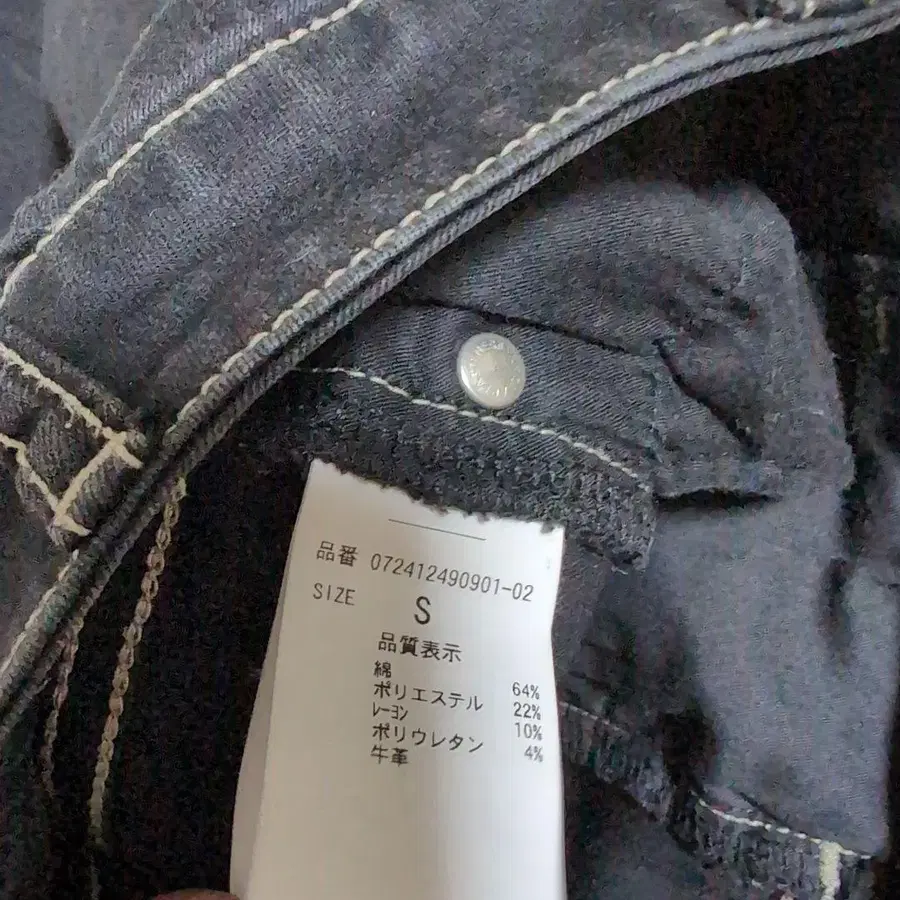 品番 072412490901-02
SIZE S
品質表示
綿 64%
ポリエステル 22%
レーヨン 10%
ポリウレタン 4%
牛革